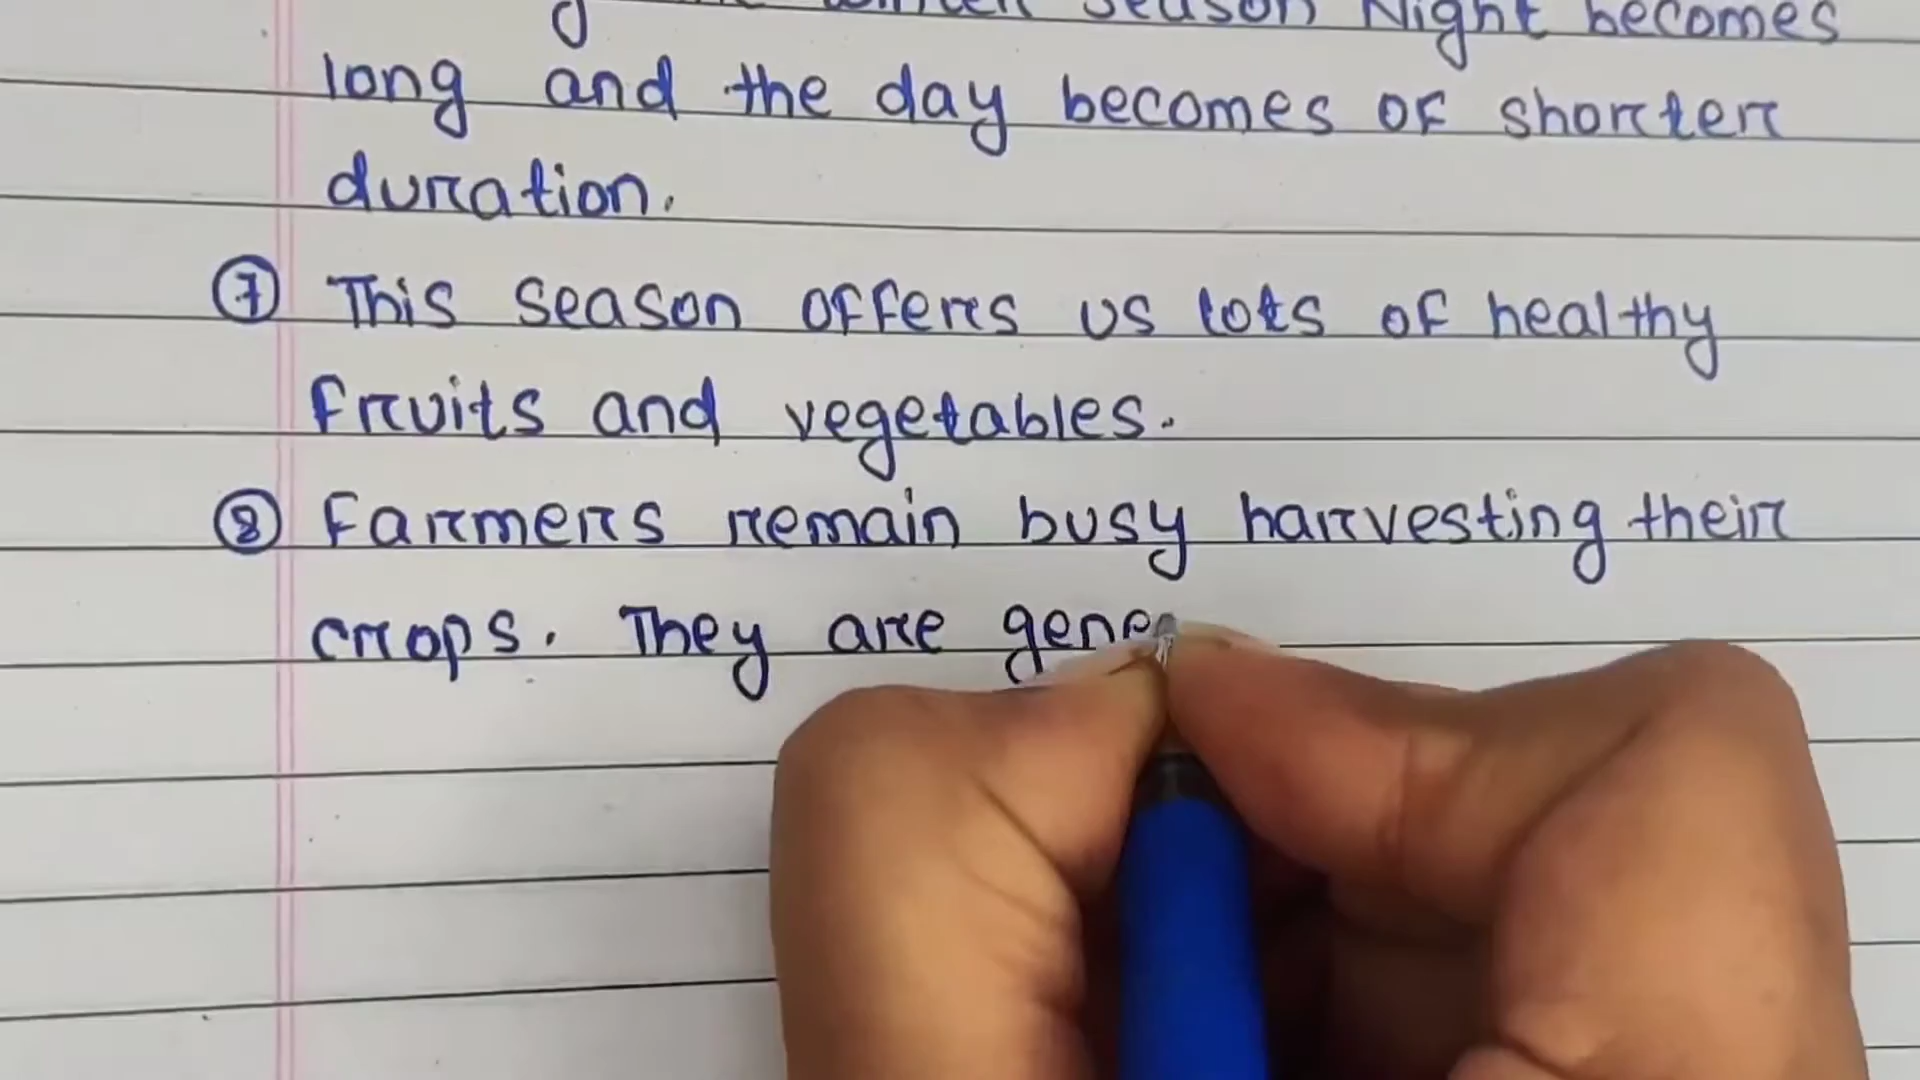 winter season Night becomes
long and the day becomes of shorter
duration.
7 This season offers us lots of healthy
fruits and vegetables.
8 Farmers remain busy harvesting their
crops. They are gene